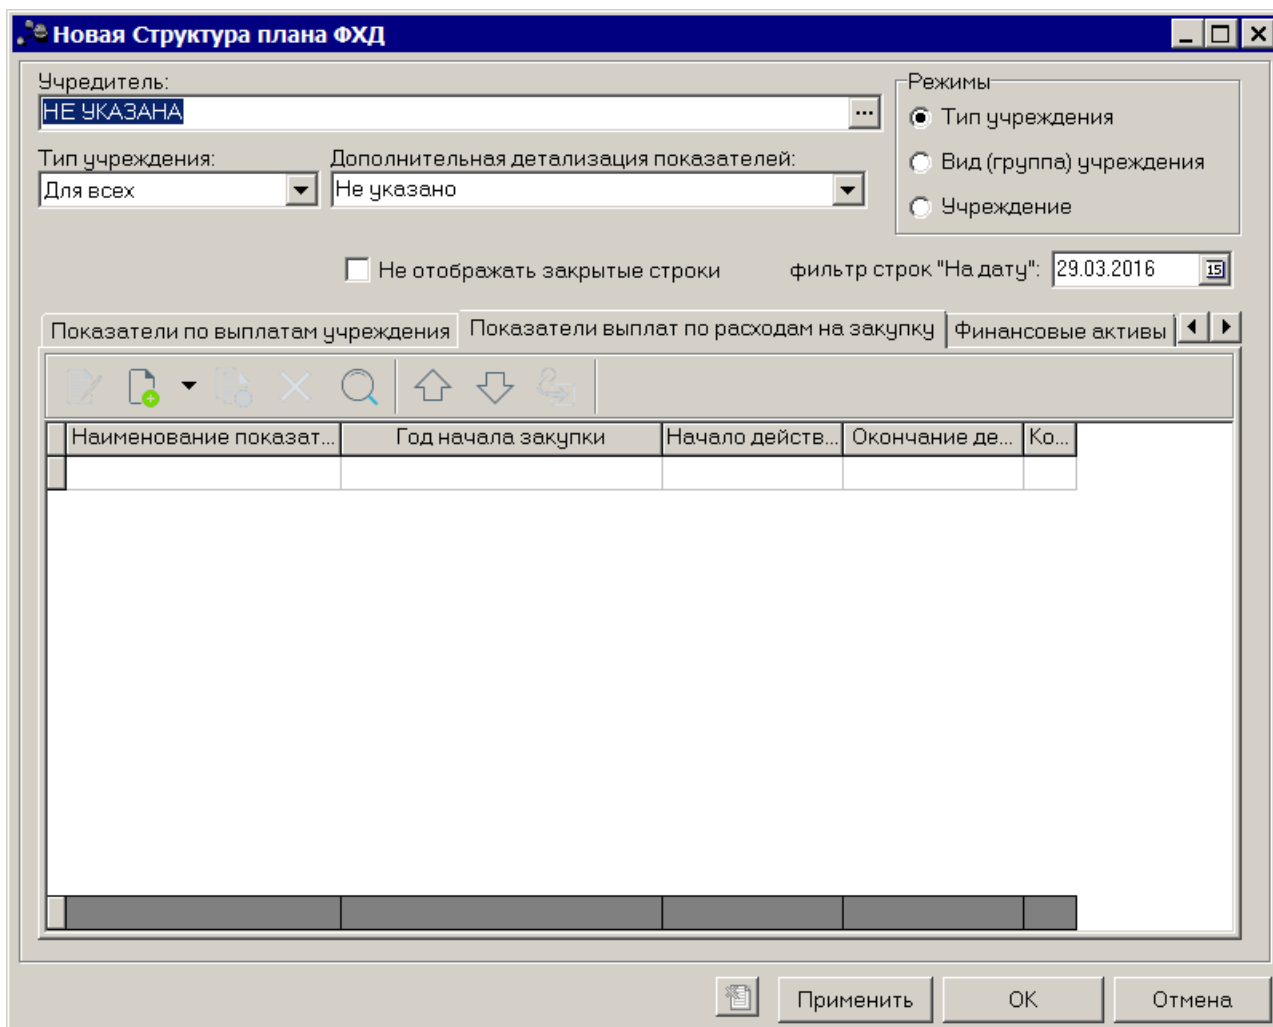 Новая Структура плана ФХД
Учредитель:
НЕ УКАЗАНА
...
Режимы
Тип учреждения
Вид (группа) учреждения
Учреждение
Тип учреждения:
Дополнительная детализация показателей:
Для всех
Не указано
Не отображать закрытые строки
фильтр строк "На дату":
29.03.2016
15
Показатели по выплатам учреждения
Показатели выплат по расходам на закупку
Финансовые активы
Наименование показат...
Год начала закупки
Начало действ...
Окончание де...
Ко...
Применить
OK
Отмена